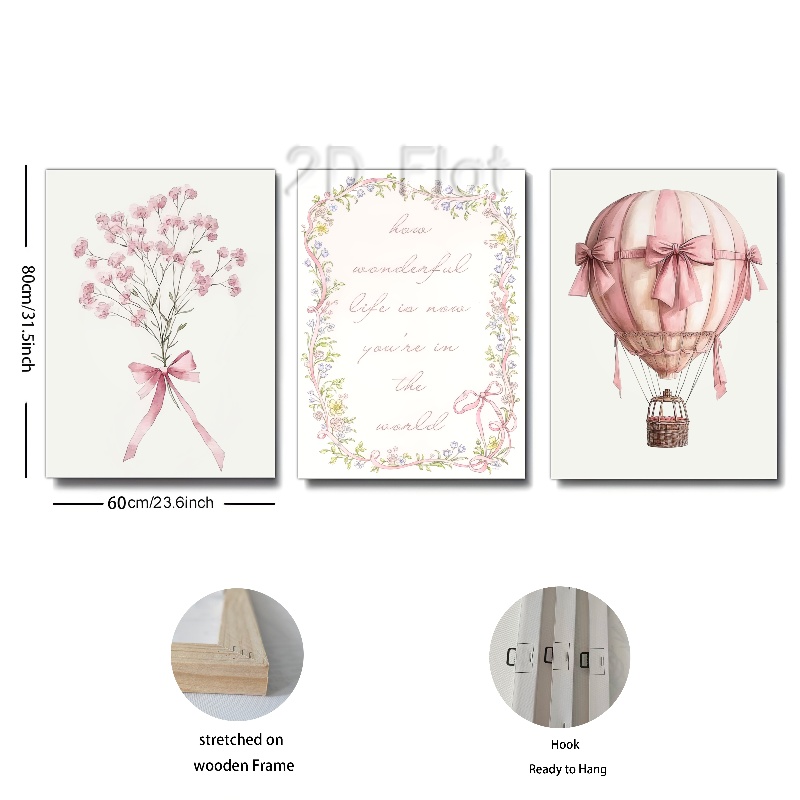 2D Flat
how
wonderful
life is now
you're in
the
world
80cm/31.5inch
60cm/23.6inch
stretched on
wooden Frame
Hook
Ready to Hang